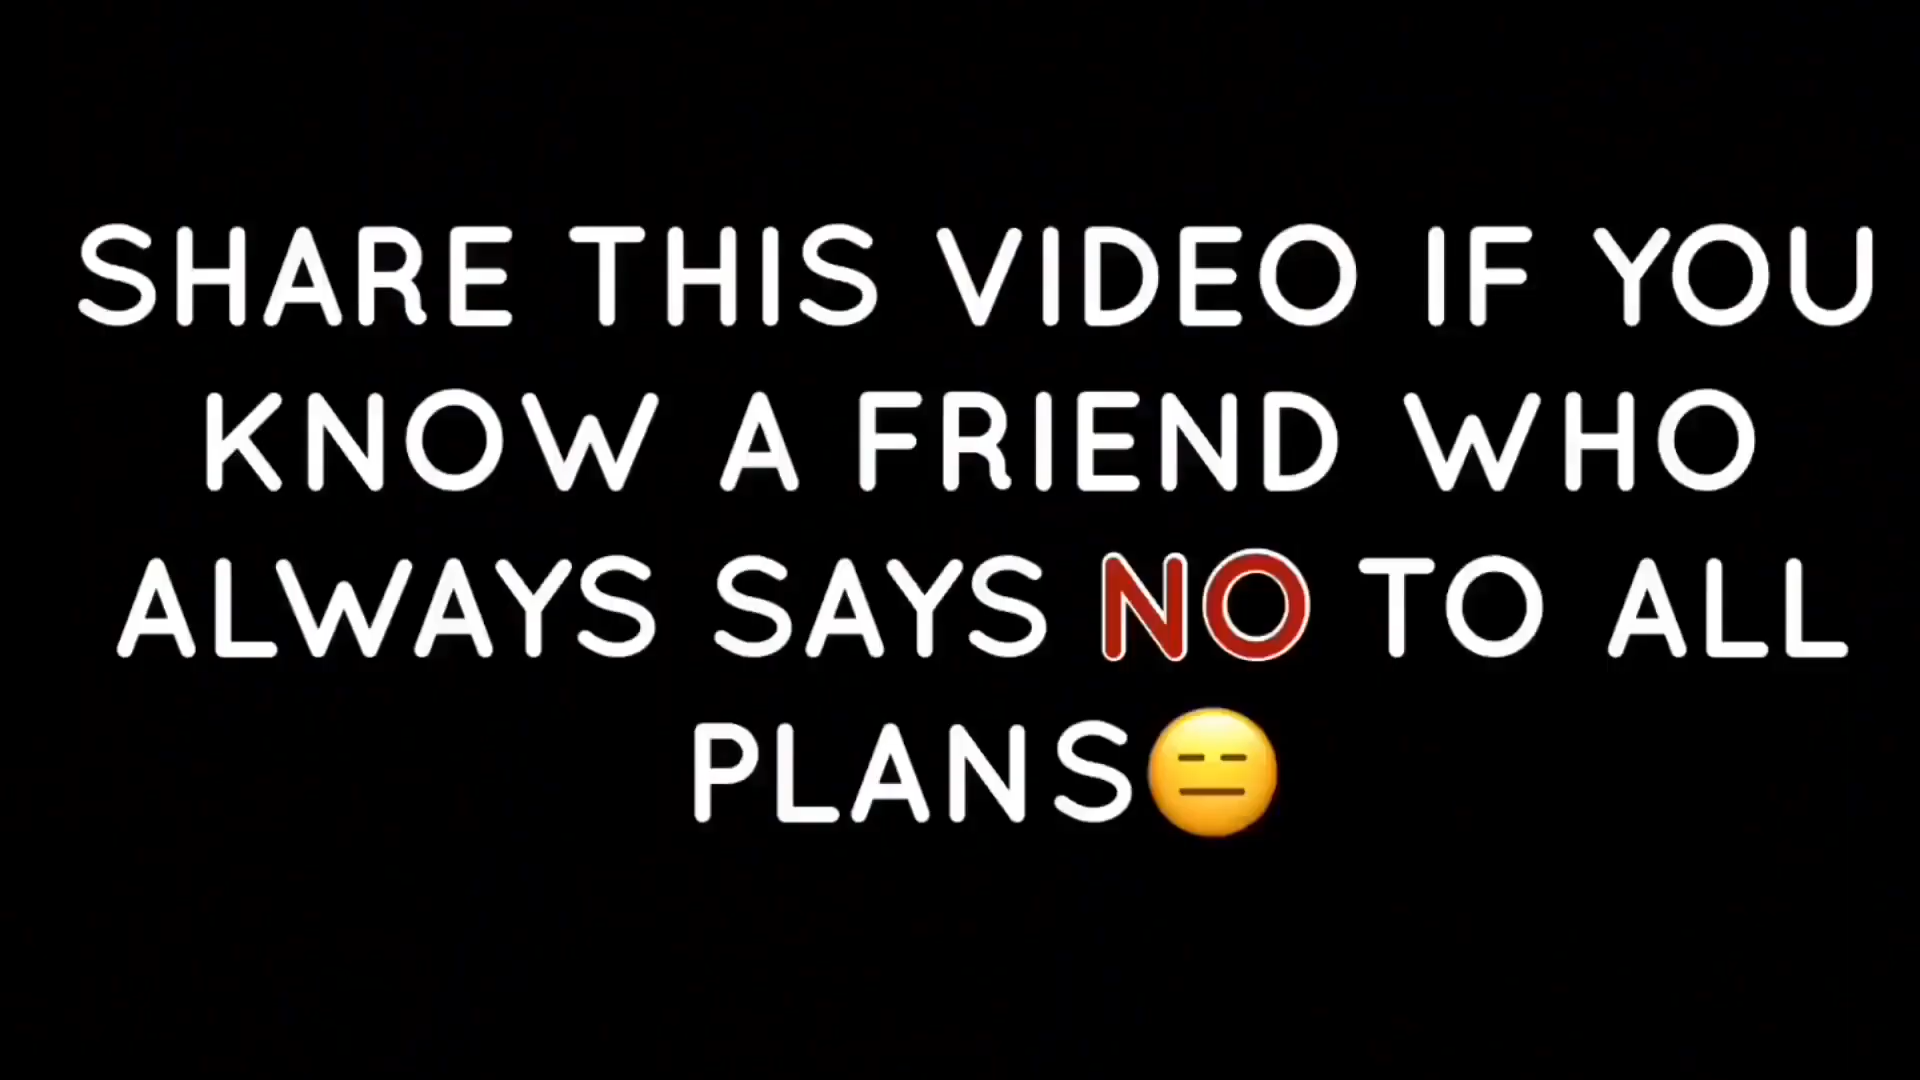 SHARE THIS VIDEO IF YOU
KNOW A FRIEND WHO
ALWAYS SAYS NO TO ALL
PLANS😑